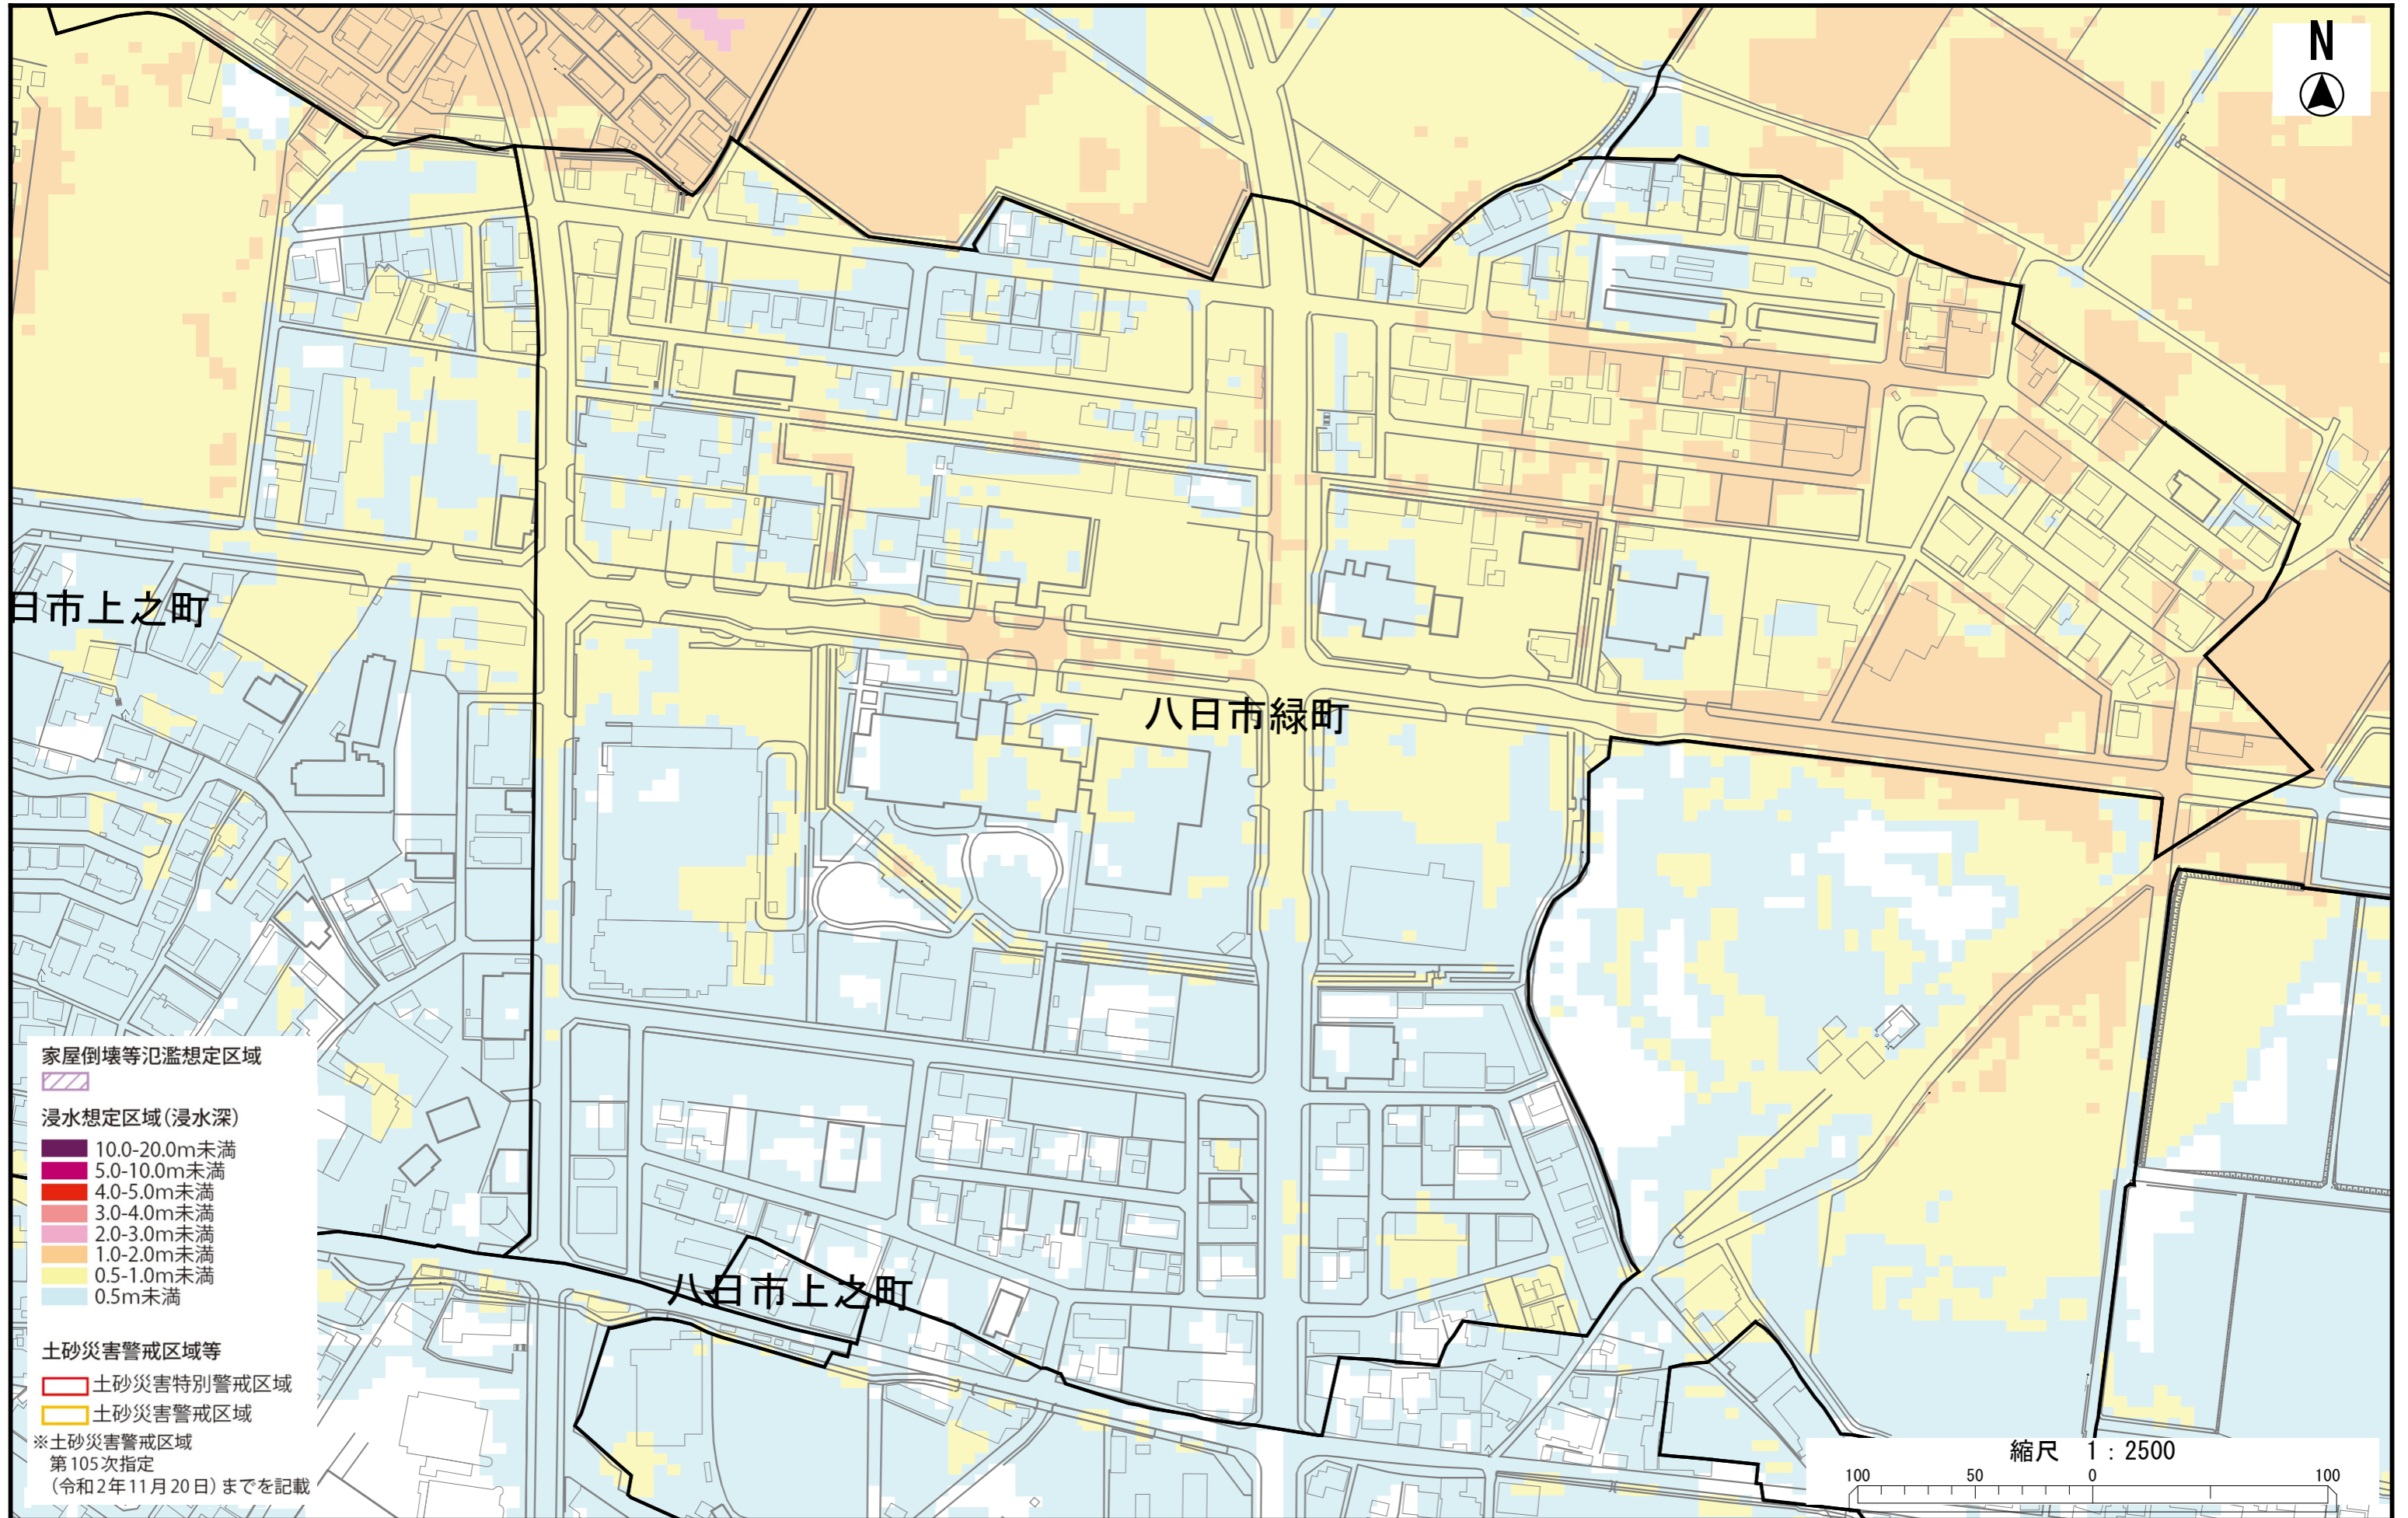 N
日市上之町
八日市緑町
八日市上之町
家屋倒壊等氾濫想定区域
浸水想定区域(浸水深)
10.0-20.0m未満
5.0-10.0m未満
4.0-5.0m未満
3.0-4.0m未満
2.0-3.0m未満
1.0-2.0m未満
0.5-1.0m未満
0.5m未満
土砂災害警戒区域等
土砂災害特別警戒区域
土砂災害警戒区域
※土砂災害警戒区域
第105次指定
(令和2年11月20日)までを記載
縮尺 1:2500
100 50 0 100